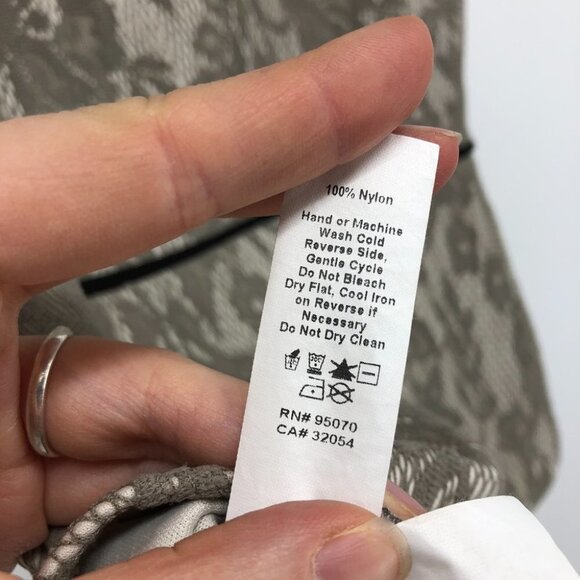 100% Nylon
Hand or Machine
Wash Cold
Reverse Side,
Gentle Cycle
Do Not Bleach
Dry Flat, Cool Iron
on Reverse if
Necessary
Do Not Dry Clean
RN# 95070
CA# 32054